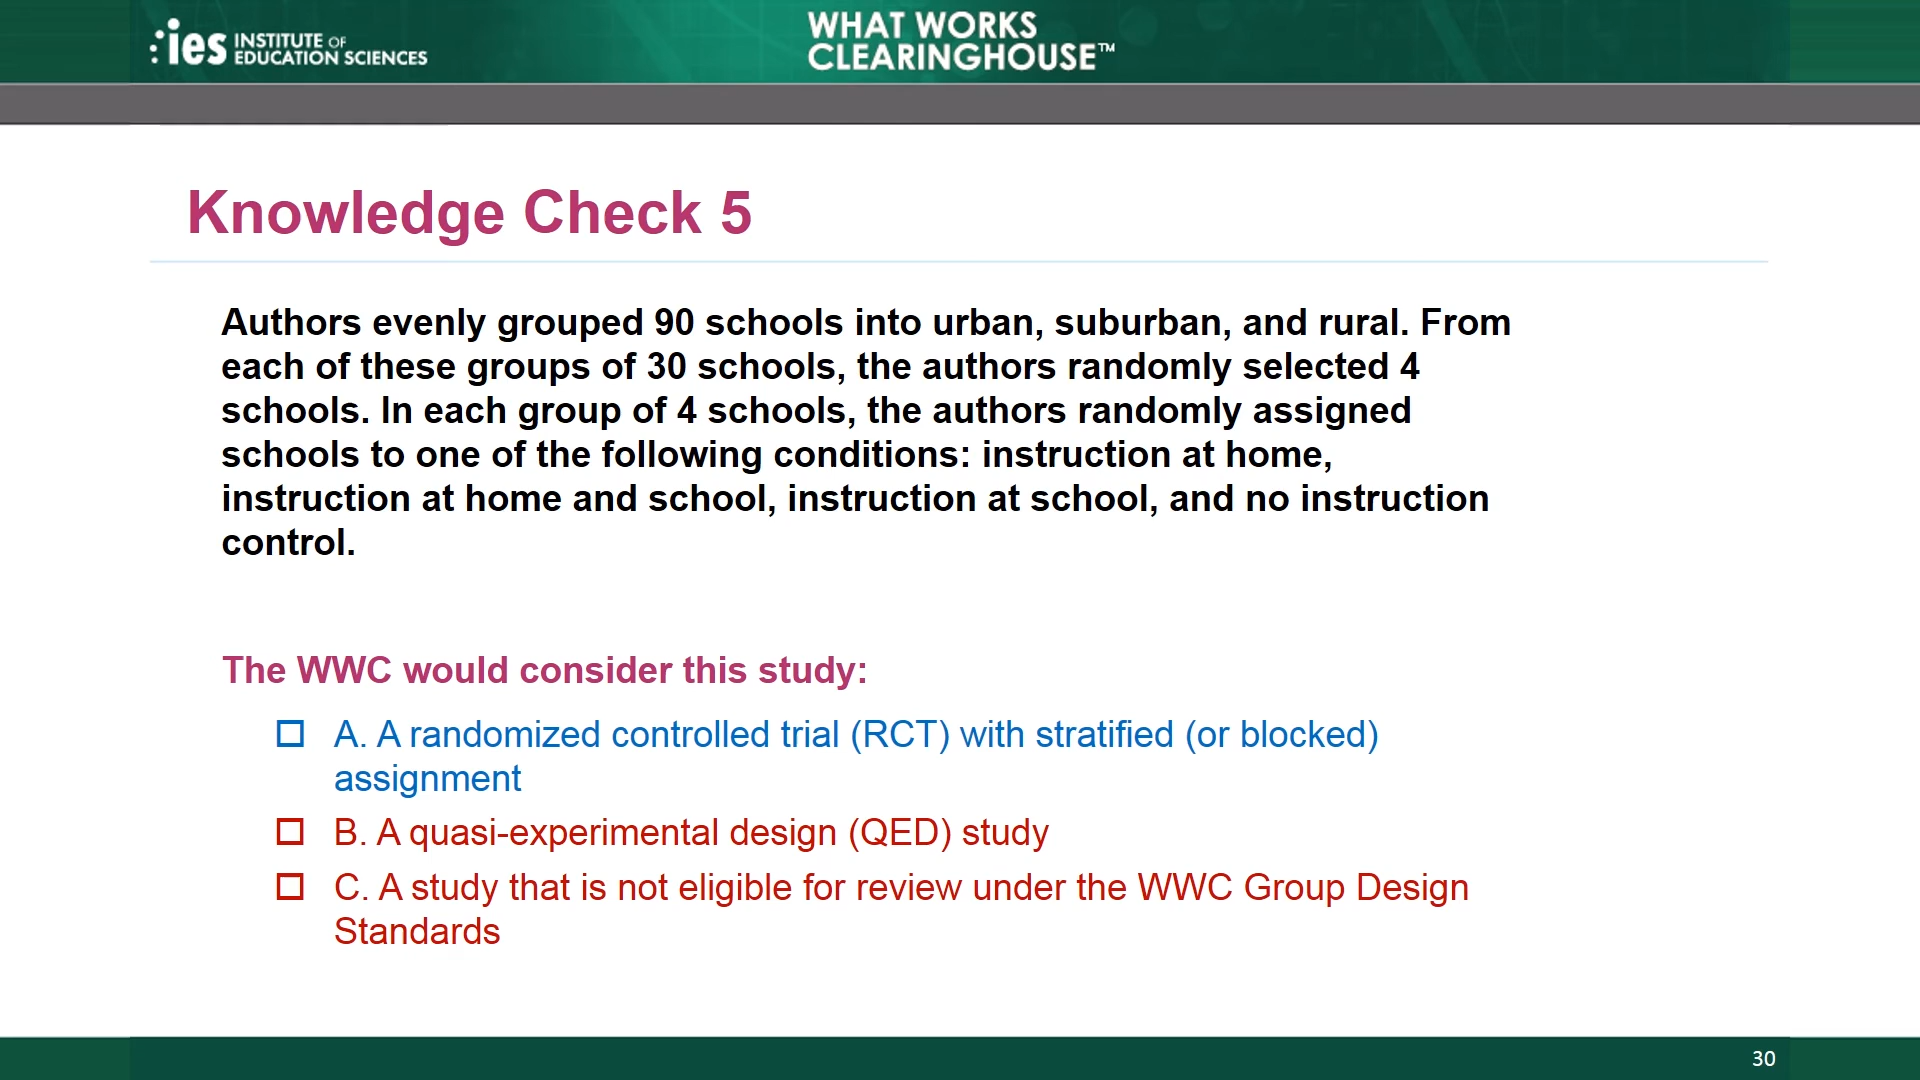 ies INSTITUTE OF
EDUCATION SCIENCES
WHAT WORKS
CLEARINGHOUSE™
Knowledge Check 5
Authors evenly grouped 90 schools into urban, suburban, and rural. From
each of these groups of 30 schools, the authors randomly selected 4
schools. In each group of 4 schools, the authors randomly assigned
schools to one of the following conditions: instruction at home,
instruction at home and school, instruction at school, and no instruction
control.
The WWC would consider this study:
A. A randomized controlled trial (RCT) with stratified (or blocked)
assignment
B. A quasi-experimental design (QED) study
C. A study that is not eligible for review under the WWC Group Design
Standards
30